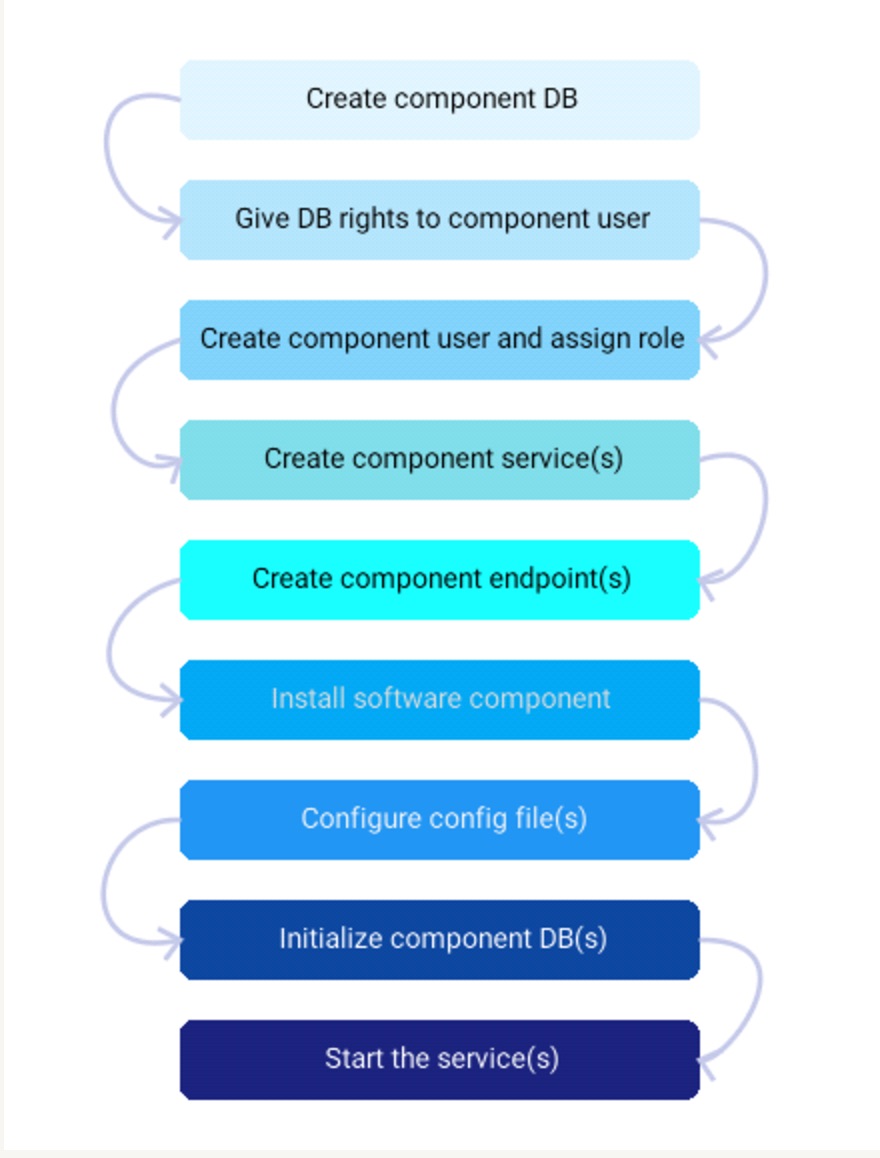 Create component DB
Give DB rights to component user
Create component user and assign role
Create component service(s)
Create component endpoint(s)
Install software component
Configure config file(s)
Initialize component DB(s)
Start the service(s)